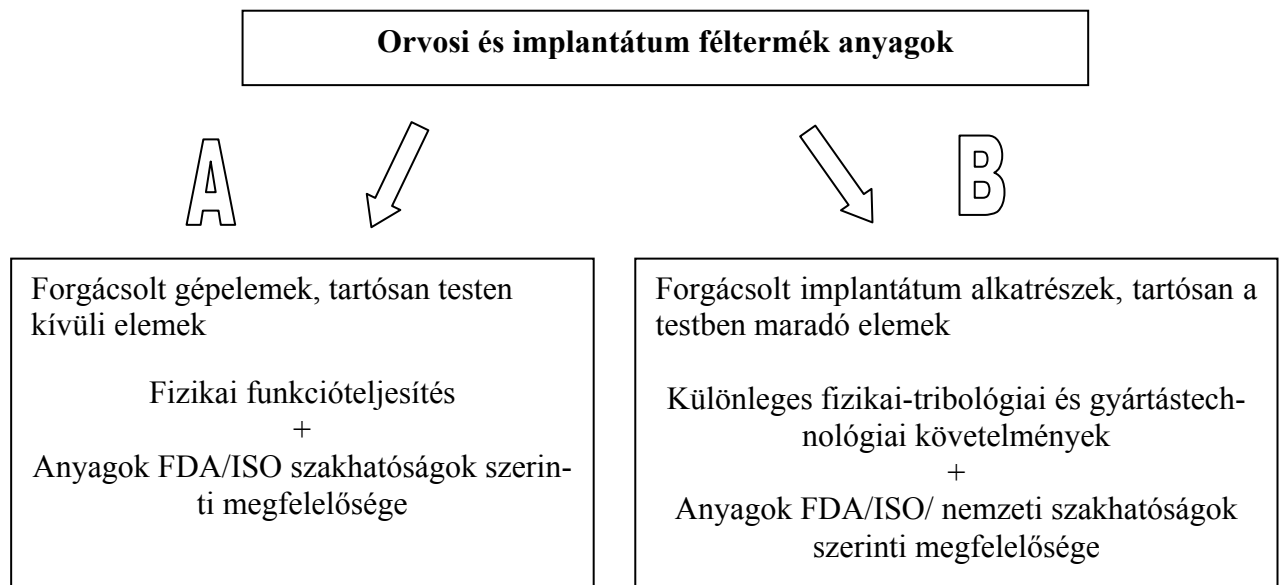 Orvosi és implantátum féltermék anyagok
A
B
Forgácsolt gépelemek, tartósan testen
kívüli elemek
Fizikai funkcióteljesítés
+
Anyagok FDA/ISO szakhatóságok szerin-
ti megfelelősége
Forgácsolt implantátum alkatrészek, tartósan a
testben maradó elemek
Különleges fizikai-tribológiai és gyártástech-
nológiai követelmények
+
Anyagok FDA/ISO/ nemzeti szakhatóságok
szerinti megfelelősége